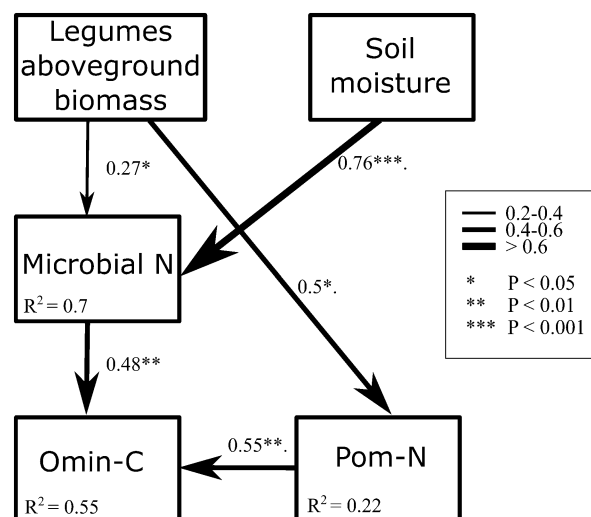 Legumes
aboveground
biomass
Soil
moisture
0.27*
0.76***.
Microbial N
R² = 0.7
0.5*.
0.2-0.4
0.4-0.6
> 0.6
* P < 0.05
** P < 0.01
*** P < 0.001
0.48**
0.55**.
Omin-C
R² = 0.55
Pom-N
R² = 0.22